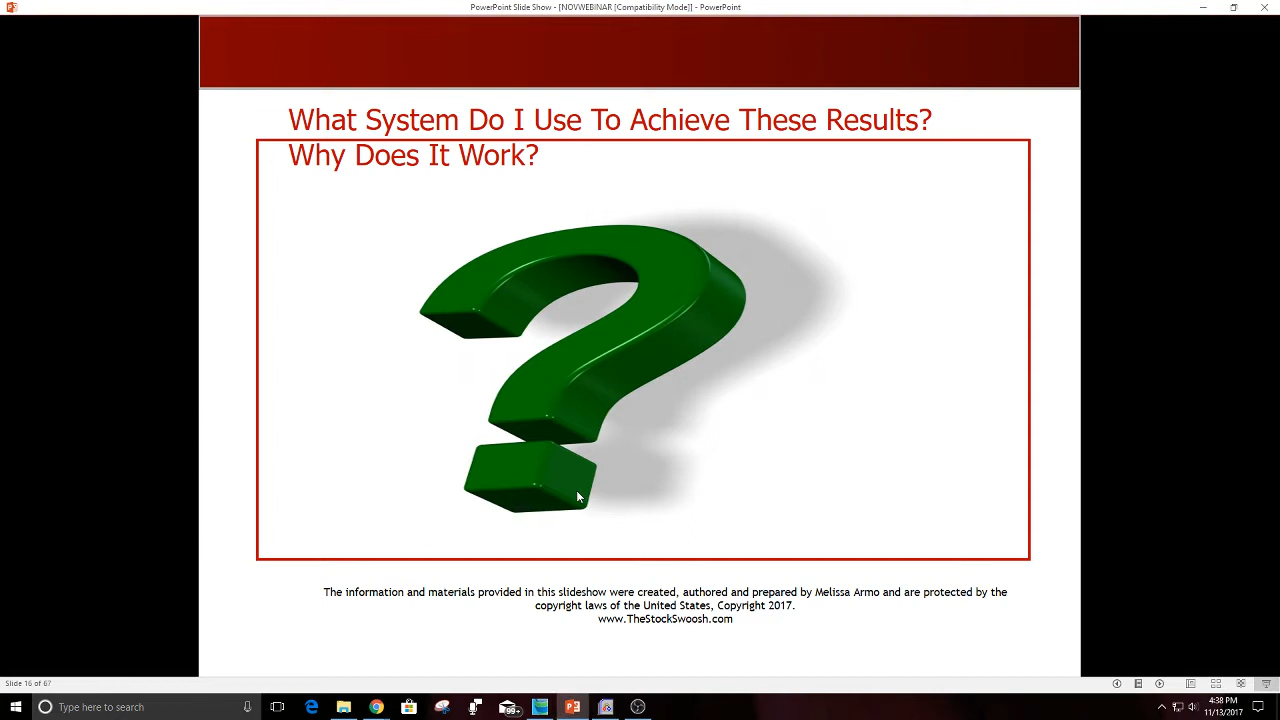 PowerPoint Slide Show - [NOVWEBINAR [Compatibility Mode]] - PowerPoint
What System Do I Use To Achieve These Results?
Why Does It Work?
The information and materials provided in this slideshow were created, authored and prepared by Melissa Armo and are protected by the
copyright laws of the United States, Copyright 2017.
www.TheStockSwoosh.com
Slide 16 of 67
Type here to search
99+
4:38 PM
11/13/2017